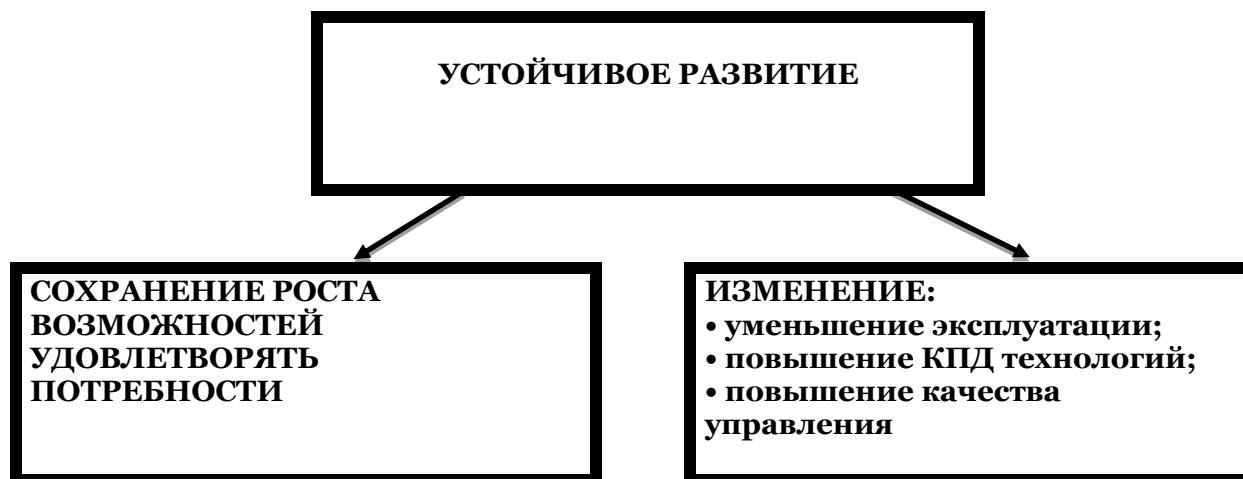 УСТОЙЧИВОЕ РАЗВИТИЕ
СОХРАНЕНИЕ РОСТА
ВОЗМОЖНОСТЕЙ
УДОВЛЕТВОРЯТЬ
ПОТРЕБНОСТИ
ИЗМЕНЕНИЕ:
• уменьшение эксплуатации;
• повышение КПД технологий;
• повышение качества
управления